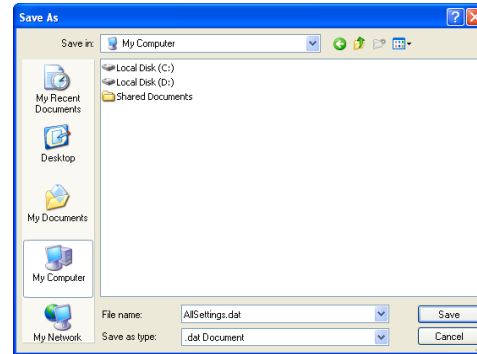 Save As
Save in:
My Computer
Local Disk (C:)
Local Disk (D:)
Shared Documents
My Recent
Documents
Desktop
My Documents
My Computer
My Network
File name:
AllSettings.dat
Save
Save as type:
.dat Document
Cancel